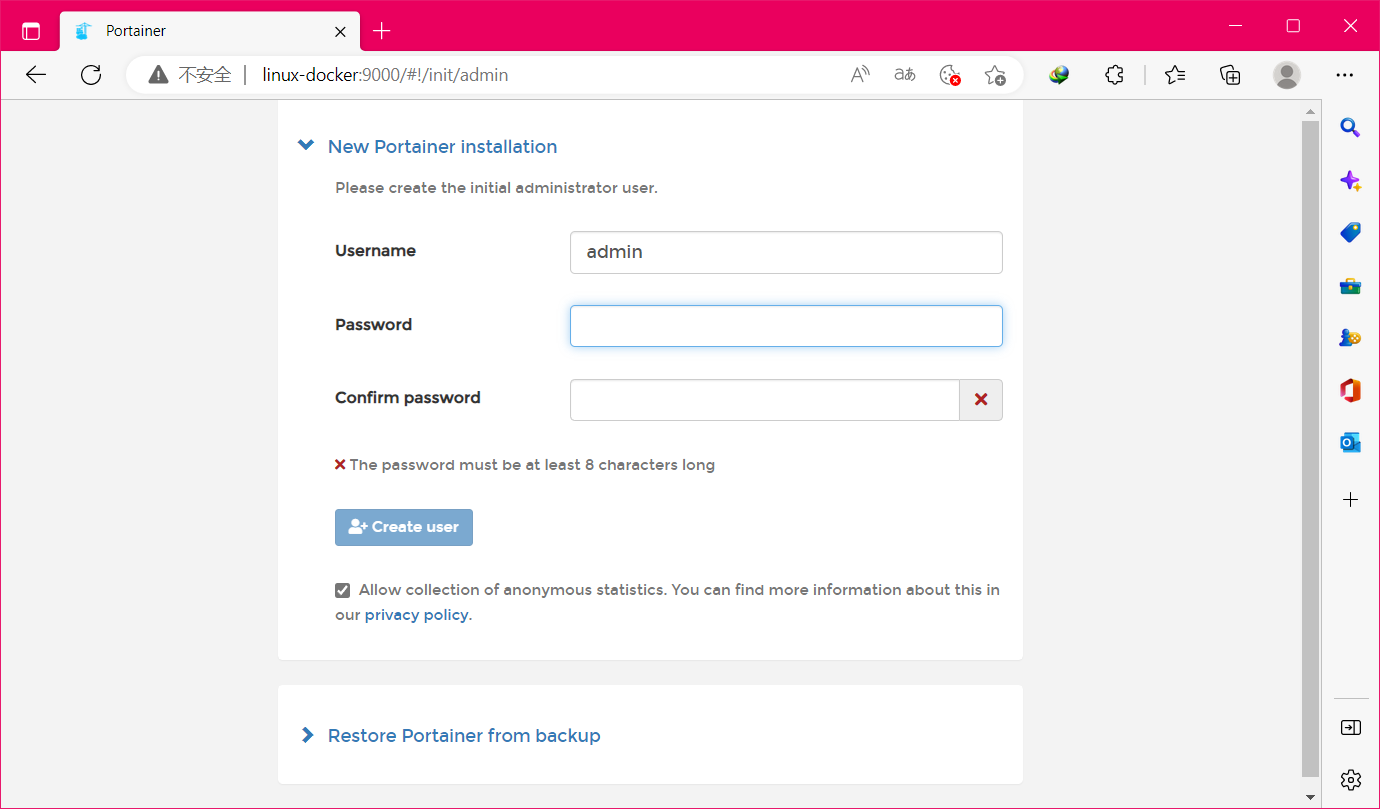 Portainer
不安全 linux-docker:9000/#!/init/admin
New Portainer installation
Please create the initial administrator user.
Username admin
Password
Confirm password
The password must be at least 8 characters long
Create user
Allow collection of anonymous statistics. You can find more information about this in
our privacy policy.
Restore Portainer from backup